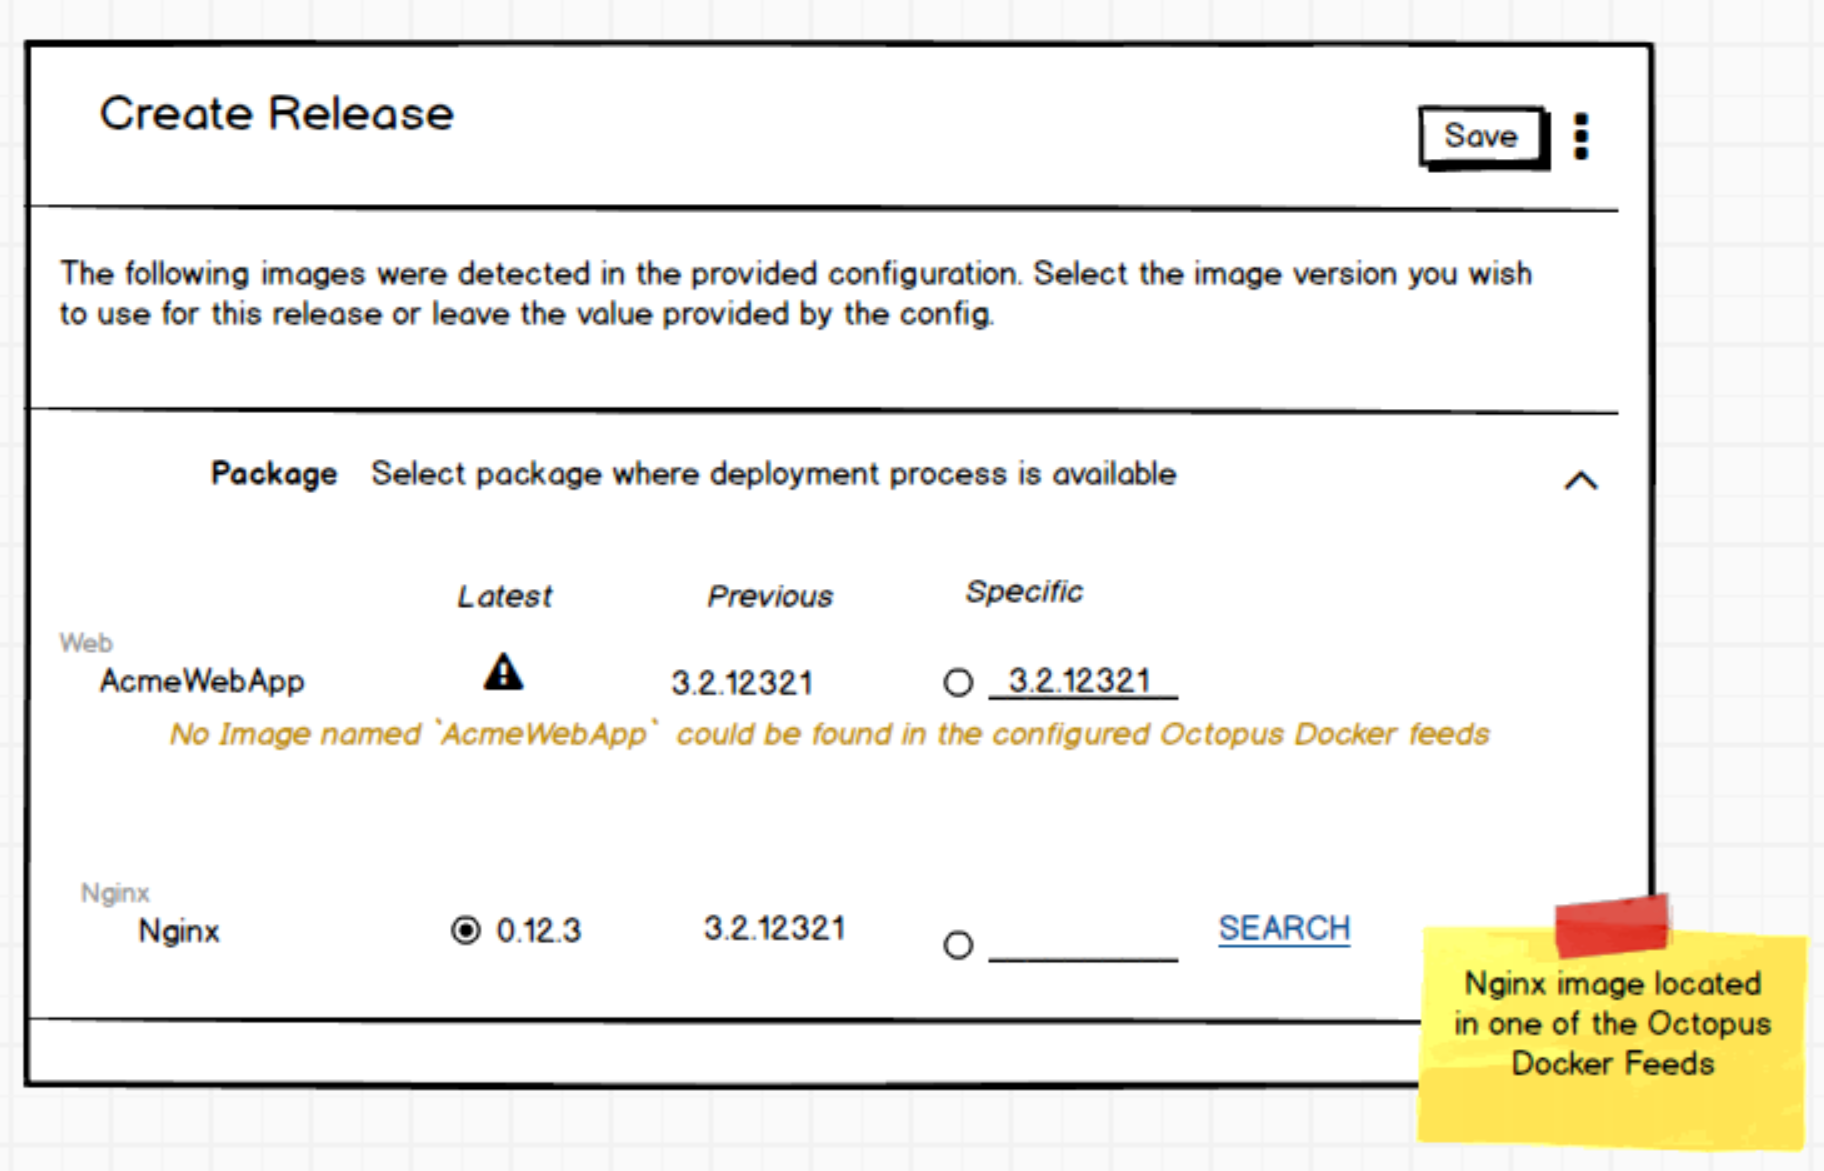 Create Release
Save
The following images were detected in the provided configuration. Select the image version you wish
to use for this release or leave the value provided by the config.
Package Select package where deployment process is available
Latest Previous Specific
Web
AcmeWebApp 3.2.12321 3.2.12321
No Image named `AcmeWebApp` could be found in the configured Octopus Docker feeds
Nginx
Nginx 0.12.3 3.2.12321 SEARCH
Nginx image located
in one of the Octopus
Docker Feeds